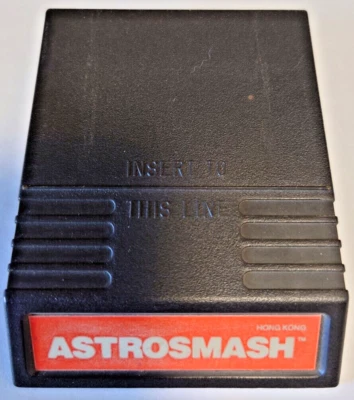 INSERT TO
THIS LINE
HONG KONG
ASTROSMASH™